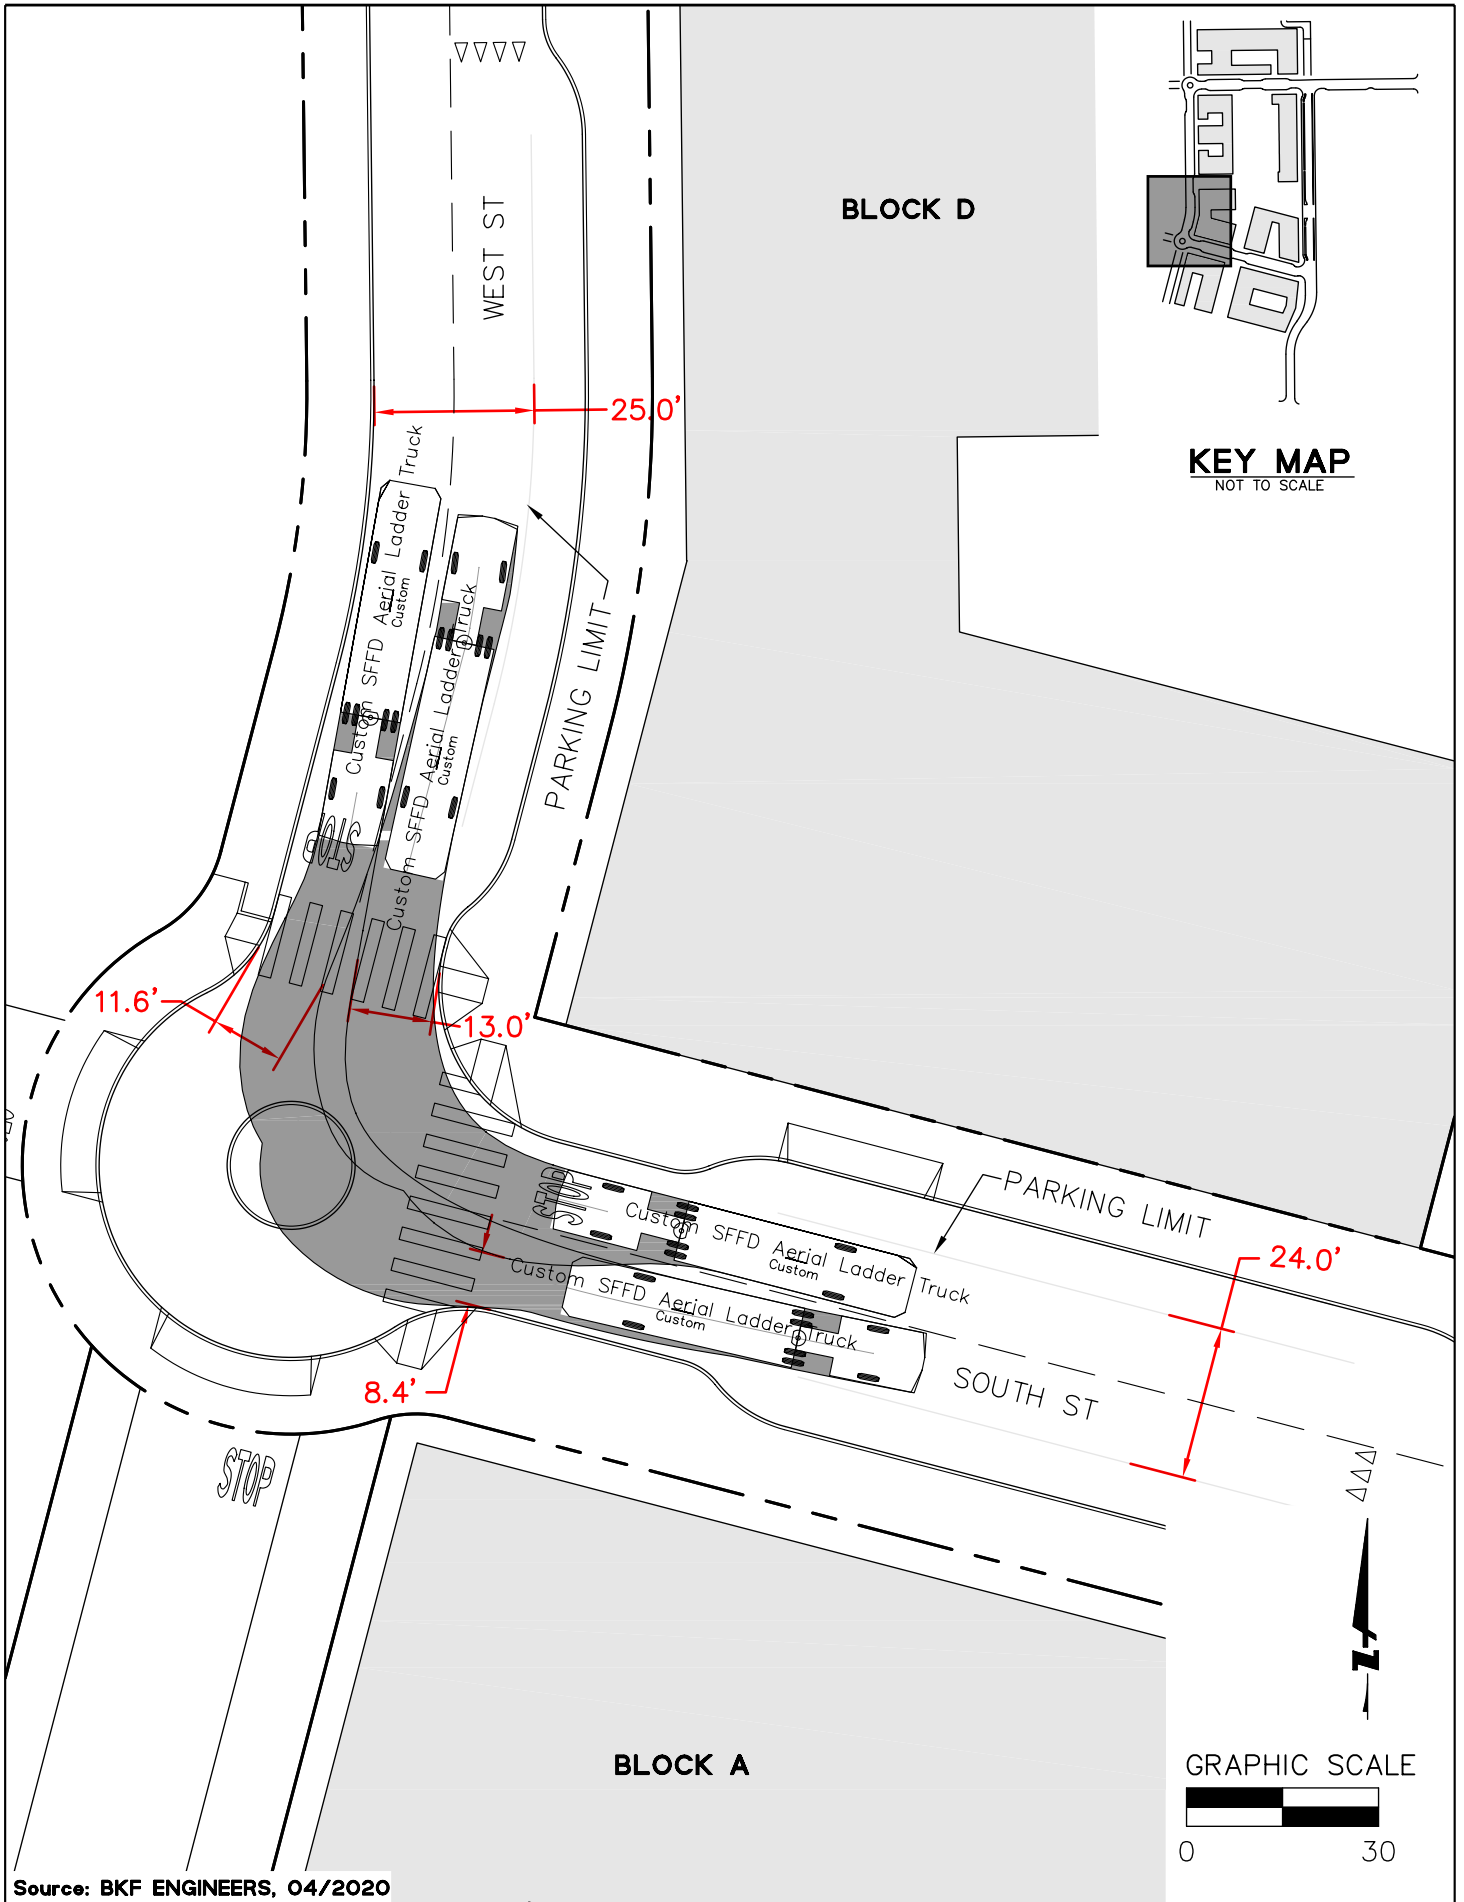 WEST ST
BLOCK D
25.0'
KEY MAP
NOT TO SCALE
Custom SFFD Aerial Ladder Truck
Custom
Custom SFFD Aerial Ladder Truck
Custom
PARKING LIMIT
STOP
11.6'
13.0'
STOP
PARKING LIMIT
Custom SFFD Aerial Ladder Truck
Custom
24.0'
Custom SFFD Aerial Ladder Truck
Custom
8.4'
SOUTH ST
STOP
BLOCK A
GRAPHIC SCALE
0 30
Source: BKF ENGINEERS, 04/2020